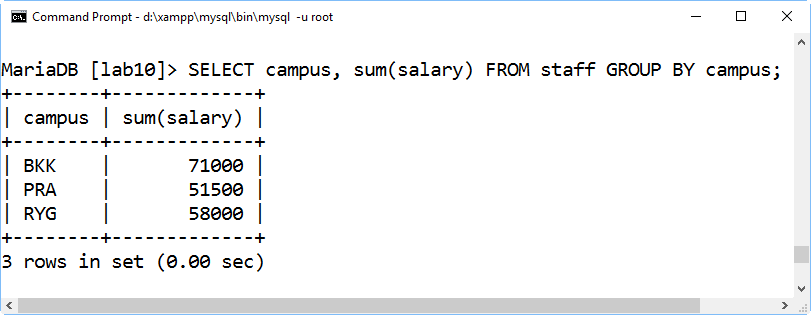 Command Prompt - d:\xampp\mysql\bin\mysql  -u root
MariaDB [lab10]> SELECT campus, sum(salary) FROM staff GROUP BY campus;
+--------+-------------+
| campus | sum(salary) |
+--------+-------------+
| BKK    |       71000 |
| PRA    |       51500 |
| RYG    |       58000 |
+--------+-------------+
3 rows in set (0.00 sec)